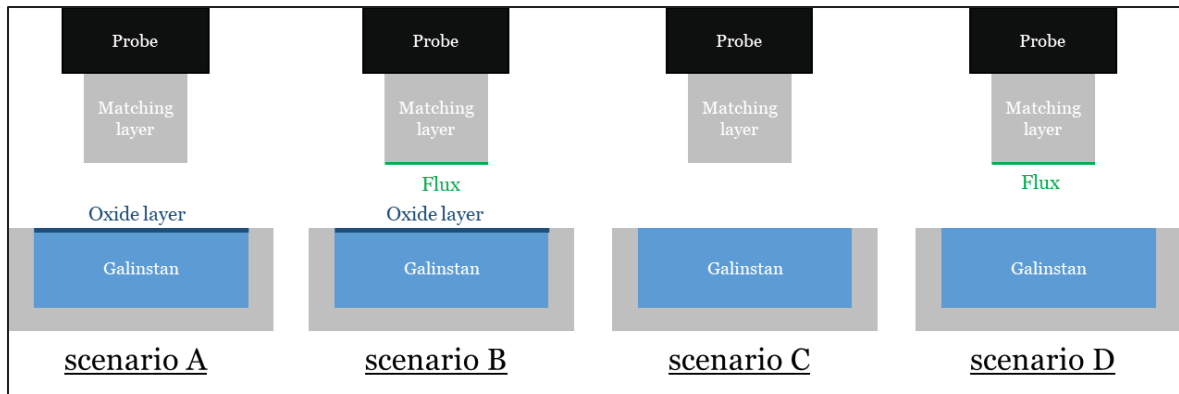 Probe
Probe
Probe
Probe
Matching
layer
Matching
layer
Matching
layer
Matching
layer
Flux
Flux
Oxide layer
Oxide layer
Galinstan
Galinstan
Galinstan
Galinstan
scenario A
scenario B
scenario C
scenario D